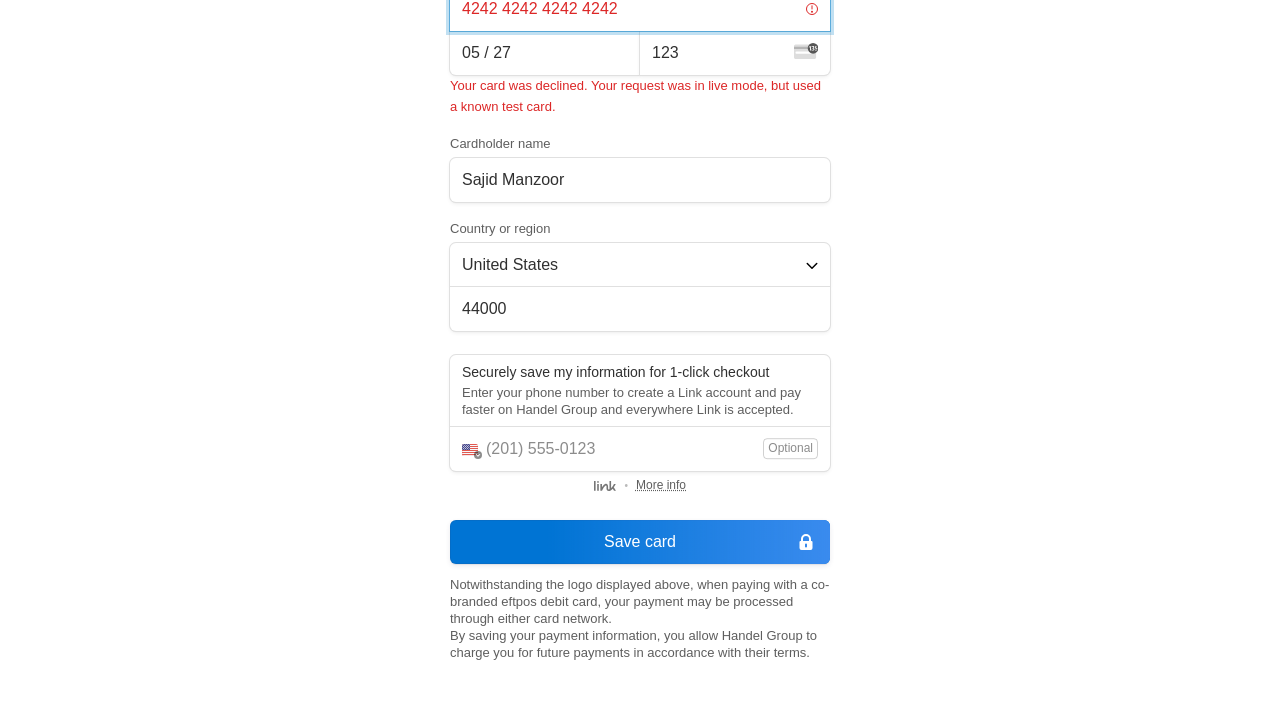 4242 4242 4242 4242
05 / 27
123
Your card was declined. Your request was in live mode, but used
a known test card.
Cardholder name
Sajid Manzoor
Country or region
United States
44000
Securely save my information for 1-click checkout
Enter your phone number to create a Link account and pay
faster on Handel Group and everywhere Link is accepted.
(201) 555-0123
Optional
link • More info
Save card
Notwithstanding the logo displayed above, when paying with a co-
branded eftpos debit card, your payment may be processed
through either card network.
By saving your payment information, you allow Handel Group to
charge you for future payments in accordance with their terms.